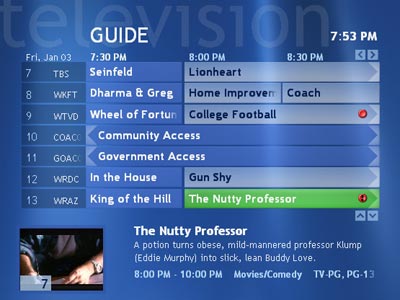 television
GUIDE
7:53 PM
Fri, Jan 03 7:30 PM 8:00 PM 8:30 PM
7 TBS Seinfeld Lionheart
8 WKFT Dharma & Greg Home Improvem Coach
9 WTVD Wheel of Fortun College Football
10 COAC Community Access
11 GOAC Government Access
12 WRDC In the House Gun Shy
13 WRAZ King of the Hill The Nutty Professor
The Nutty Professor
A potion turns obese, mild-mannered professor Klump
(Eddie Murphy) into slick, lean Buddy Love.
8:00 PM - 10:00 PM Movies/Comedy TV-PG, PG-13
7